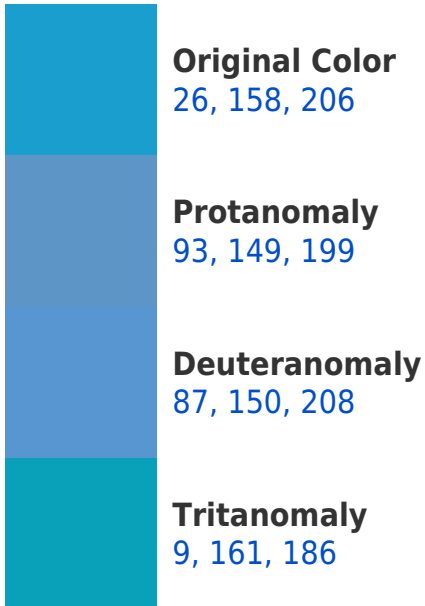 Original Color
26, 158, 206
Protanomaly
93, 149, 199
Deuteranomaly
87, 150, 208
Tritanomaly
9, 161, 186